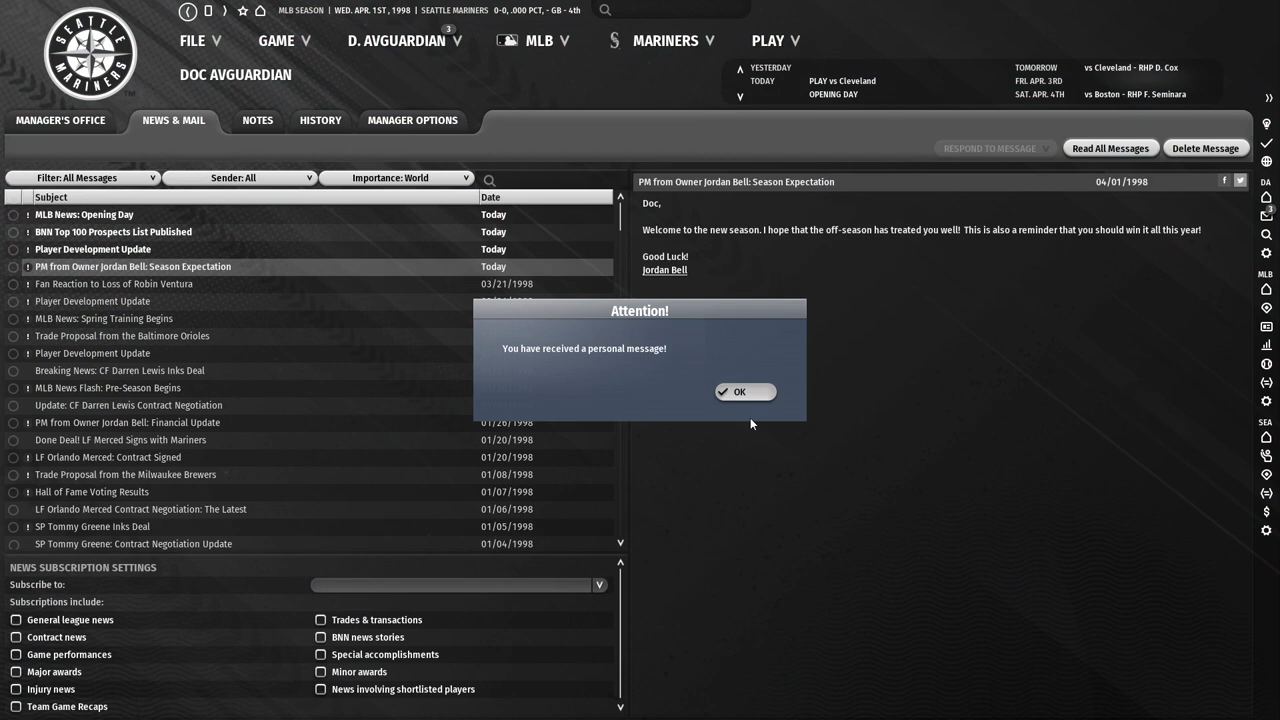 SEATTLE MARINERS
TM
MLB SEASON | WED. APR. 1ST , 1998 | SEATTLE MARINERS 0-0, .000 PCT, - GB - 4th
FILE GAME D. AVGUARDIAN 3 MLB MARINERS PLAY
DOC AVGUARDIAN
YESTERDAY
TODAY PLAY vs Cleveland
OPENING DAY
TOMORROW vs Cleveland - RHP D. Cox
FRI. APR. 3RD
SAT. APR. 4TH vs Boston - RHP F. Seminara
MANAGER'S OFFICE NEWS & MAIL NOTES HISTORY MANAGER OPTIONS
RESPOND TO MESSAGE Read All Messages Delete Message
Filter: All Messages Sender: All Importance: World
Subject Date
! MLB News: Opening Day Today
! BNN Top 100 Prospects List Published Today
! Player Development Update Today
! PM from Owner Jordan Bell: Season Expectation Today
! Fan Reaction to Loss of Robin Ventura 03/21/1998
! Player Development Update
! MLB News: Spring Training Begins
! Trade Proposal from the Baltimore Orioles
! Player Development Update
Breaking News: CF Darren Lewis Inks Deal
! MLB News Flash: Pre-Season Begins
Update: CF Darren Lewis Contract Negotiation
! PM from Owner Jordan Bell: Financial Update 01/26/1998
Done Deal! LF Merced Signs with Mariners 01/20/1998
! LF Orlando Merced: Contract Signed 01/20/1998
! Trade Proposal from the Milwaukee Brewers 01/08/1998
! Hall of Fame Voting Results 01/07/1998
LF Orlando Merced Contract Negotiation: The Latest 01/06/1998
! SP Tommy Greene Inks Deal 01/05/1998
SP Tommy Greene: Contract Negotiation Update 01/04/1998
PM from Owner Jordan Bell: Season Expectation 04/01/1998
Doc,
Welcome to the new season. I hope that the off-season has treated you well! This is also a reminder that you should win it all this year!
Good Luck!
Jordan Bell
Attention!
You have received a personal message!
OK
NEWS SUBSCRIPTION SETTINGS
Subscribe to:
Subscriptions include:
General league news Trades & transactions
Contract news BNN news stories
Game performances Special accomplishments
Major awards Minor awards
Injury news News involving shortlisted players
Team Game Recaps
DA
3
MLB
SEA